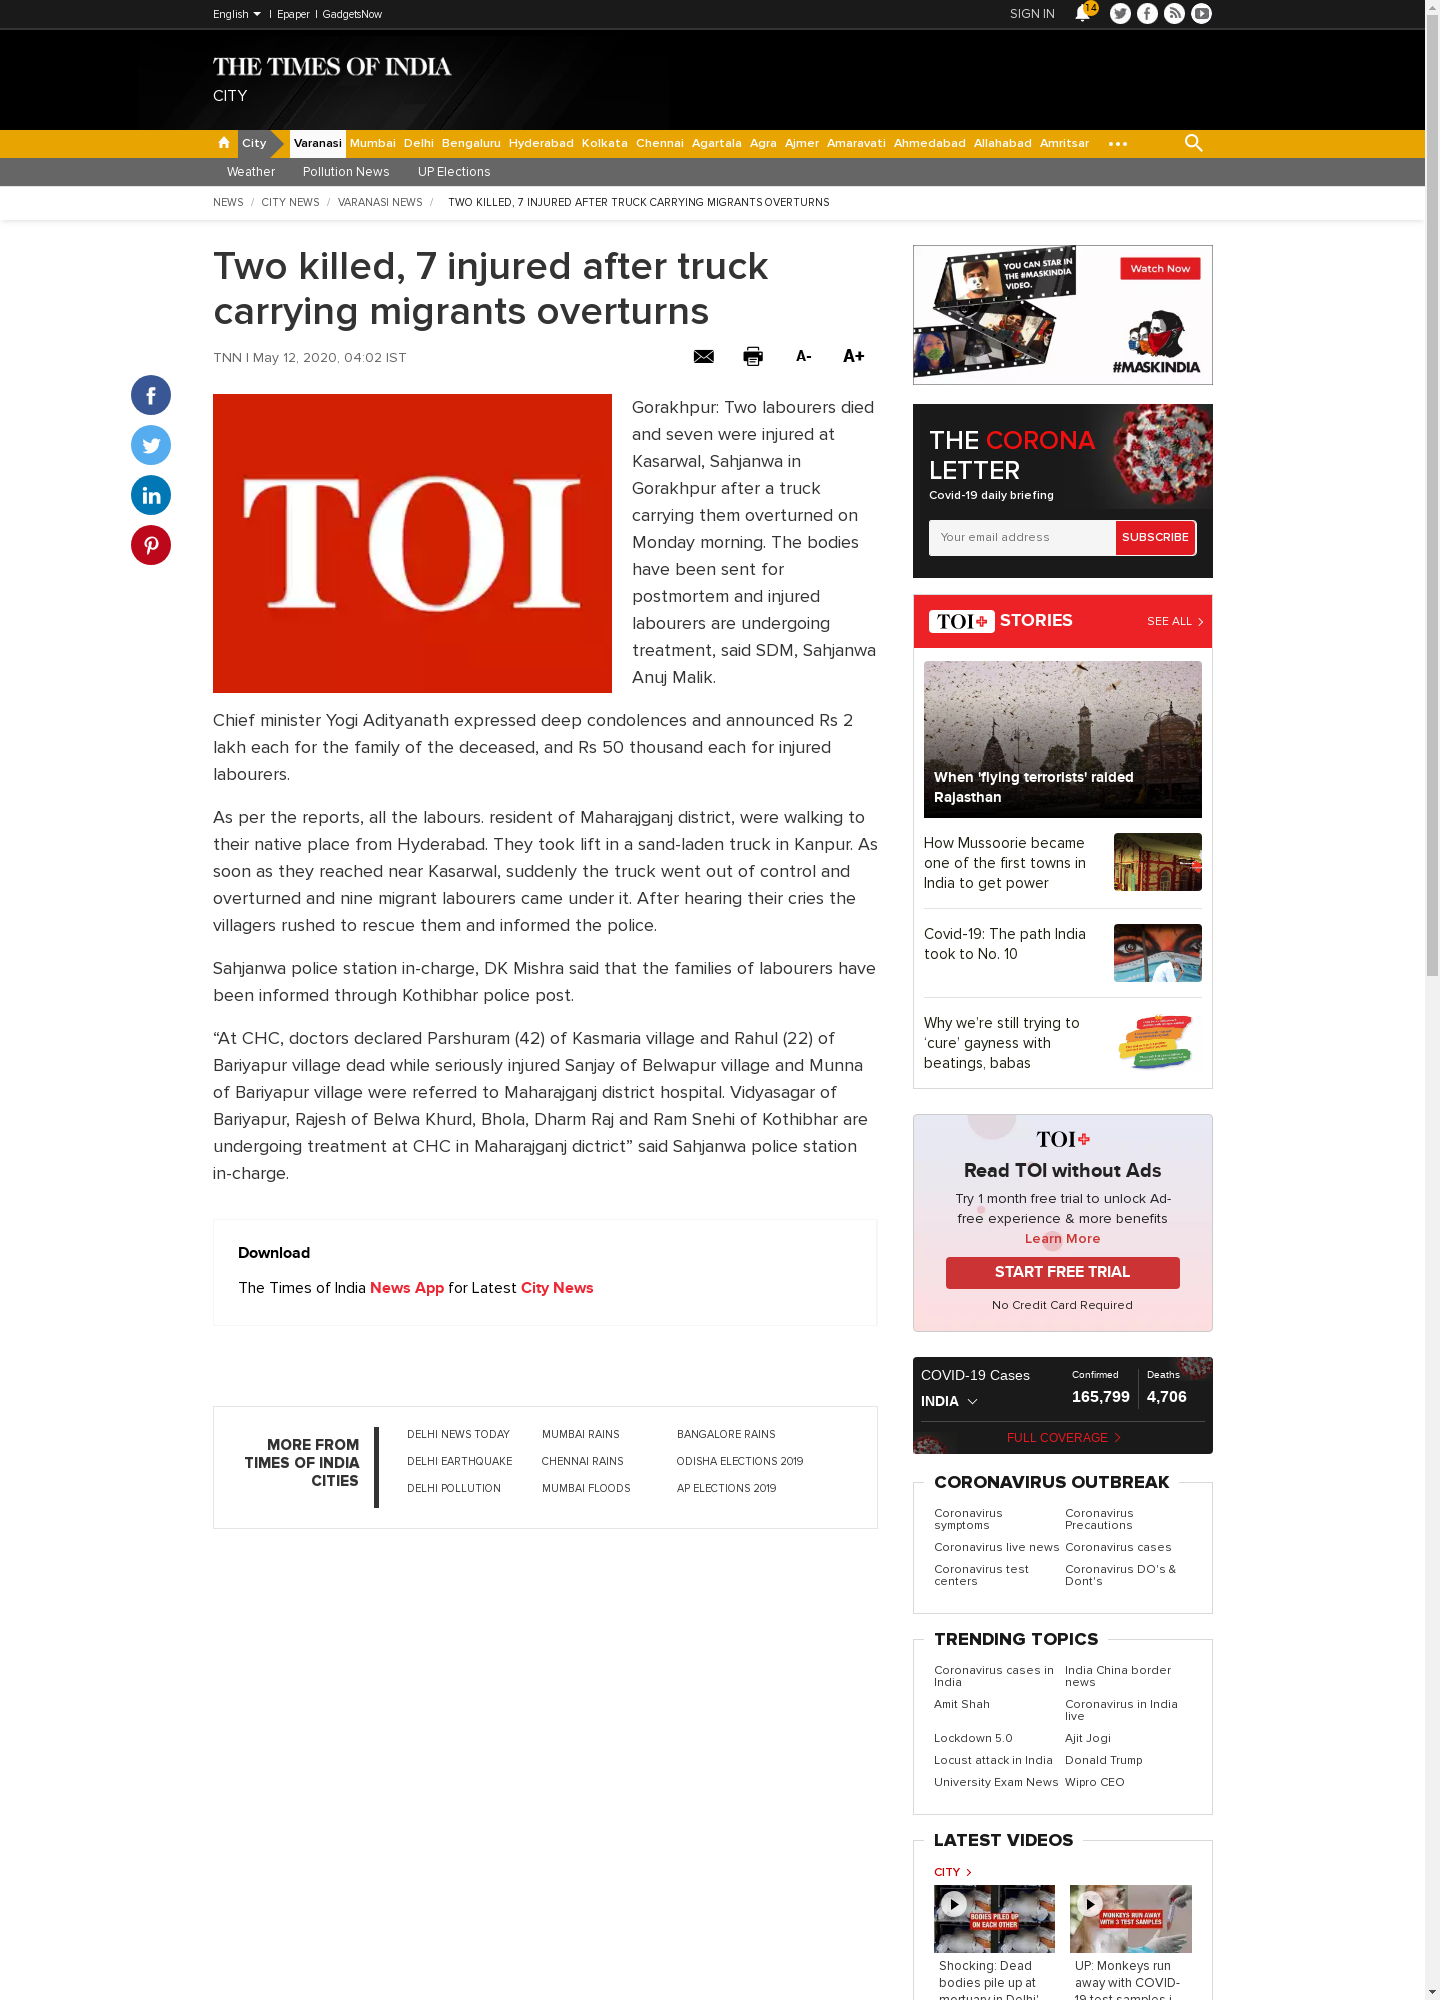 English | Epaper | GadgetsNow
SIGN IN
14
THE TIMES OF INDIA
CITY
City Varanasi Mumbai Delhi Bengaluru Hyderabad Kolkata Chennai Agartala Agra Ajmer Amaravati Ahmedabad Allahabad Amritsar
Weather Pollution News UP Elections
NEWS / CITY NEWS / VARANASI NEWS / TWO KILLED, 7 INJURED AFTER TRUCK CARRYING MIGRANTS OVERTURNS
Two killed, 7 injured after truck
carrying migrants overturns
TNN | May 12, 2020, 04:02 IST
A- A+
TOI
Gorakhpur: Two labourers died
and seven were injured at
Kasarwal, Sahjanwa in
Gorakhpur after a truck
carrying them overturned on
Monday morning. The bodies
have been sent for
postmortem and injured
labourers are undergoing
treatment, said SDM, Sahjanwa
Anuj Malik.
Chief minister Yogi Adityanath expressed deep condolences and announced Rs 2
lakh each for the family of the deceased, and Rs 50 thousand each for injured
labourers.
As per the reports, all the labours. resident of Maharajganj district, were walking to
their native place from Hyderabad. They took lift in a sand-laden truck in Kanpur. As
soon as they reached near Kasarwal, suddenly the truck went out of control and
overturned and nine migrant labourers came under it. After hearing their cries the
villagers rushed to rescue them and informed the police.
Sahjanwa police station in-charge, DK Mishra said that the families of labourers have
been informed through Kothibhar police post.
“At CHC, doctors declared Parshuram (42) of Kasmaria village and Rahul (22) of
Bariyapur village dead while seriously injured Sanjay of Belwapur village and Munna
of Bariyapur village were referred to Maharajganj district hospital. Vidyasagar of
Bariyapur, Rajesh of Belwa Khurd, Bhola, Dharm Raj and Ram Snehi of Kothibhar are
undergoing treatment at CHC in Maharajganj dictrict” said Sahjanwa police station
in-charge.
Download
The Times of India News App for Latest City News
MORE FROM
TIMES OF INDIA
CITIES
DELHI NEWS TODAY MUMBAI RAINS BANGALORE RAINS
DELHI EARTHQUAKE CHENNAI RAINS ODISHA ELECTIONS 2019
DELHI POLLUTION MUMBAI FLOODS AP ELECTIONS 2019
YOU CAN STAR IN
THE #MASKINDIA
VIDEO.
Watch Now
#MASKINDIA
THE CORONA
LETTER
Covid-19 daily briefing
Your email address SUBSCRIBE
TOI+ STORIES SEE ALL
When 'flying terrorists' raided
Rajasthan
How Mussoorie became
one of the first towns in
India to get power
Covid-19: The path India
took to No. 10
Why we’re still trying to
‘cure’ gayness with
beatings, babas
TOI+
Read TOI without Ads
Try 1 month free trial to unlock Ad-
free experience & more benefits
Learn More
START FREE TRIAL
No Credit Card Required
COVID-19 Cases Confirmed Deaths
INDIA 165,799 4,706
FULL COVERAGE
CORONAVIRUS OUTBREAK
Coronavirus
symptoms
Coronavirus
Precautions
Coronavirus live news Coronavirus cases
Coronavirus test
centers
Coronavirus DO's &
Dont's
TRENDING TOPICS
Coronavirus cases in
India
India China border
news
Amit Shah
Coronavirus in India
live
Lockdown 5.0 Ajit Jogi
Locust attack in India Donald Trump
University Exam News Wipro CEO
LATEST VIDEOS
CITY
BODIES PILED UP
ON EACH OTHER
MONKEYS RUN AWAY
WITH 3 TEST SAMPLES
Shocking: Dead
bodies pile up at
mortuary in Delhi'
UP: Monkeys run
away with COVID-
19 test samples i